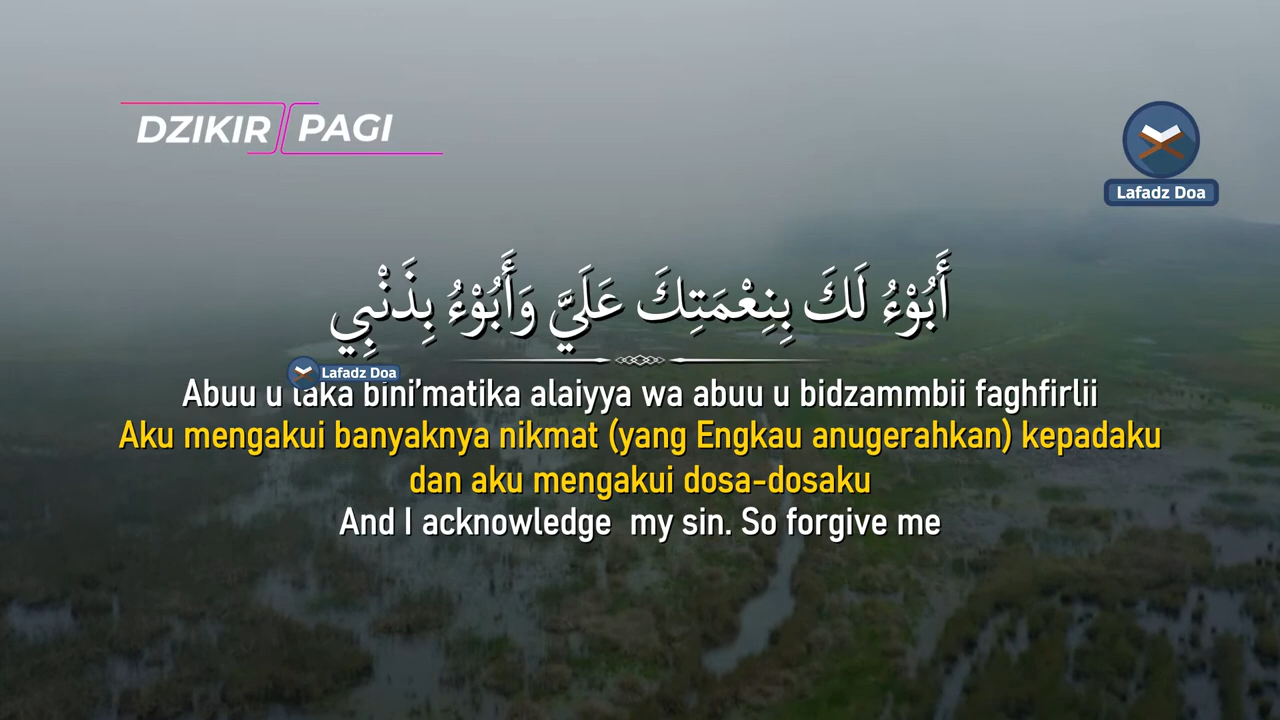 DZIKIR PAGI
Lafadz Doa
أَبُوْءُ لَكَ بِنِعْمَتِكَ عَلَيَّ وَأَبُوْءُ بِذَنْبِي
Lafadz Doa
Abuu u laka bini’matika alaiyya wa abuu u bidzammbii faghfirlii
Aku mengakui banyaknya nikmat (yang Engkau anugerahkan) kepadaku
dan aku mengakui dosa-dosaku
And I acknowledge my sin. So forgive me